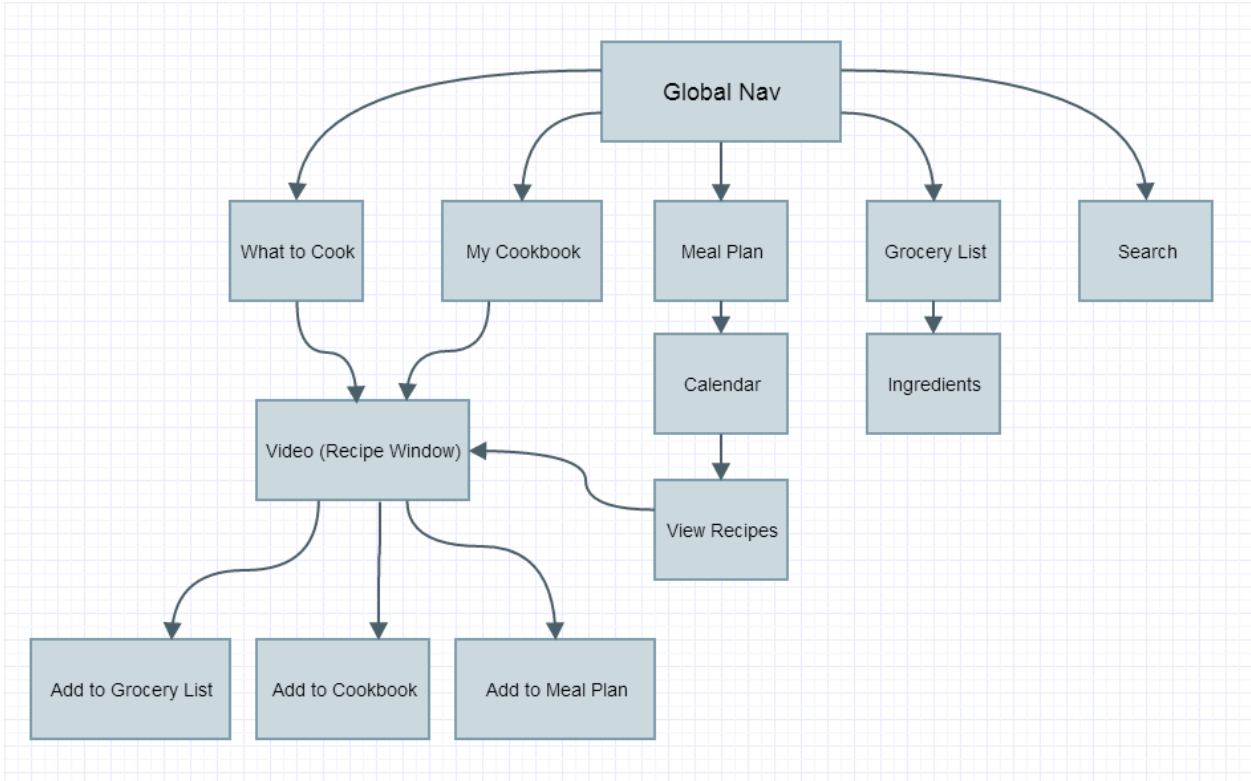 Global Nav
What to Cook
My Cookbook
Meal Plan
Grocery List
Search
Calendar
Ingredients
Video (Recipe Window)
View Recipes
Add to Grocery List
Add to Cookbook
Add to Meal Plan